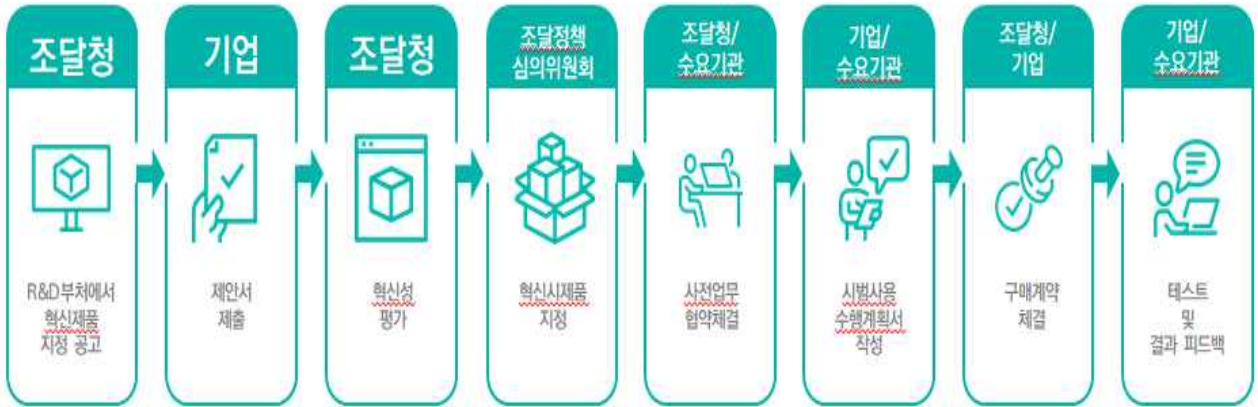 조달청
R&D부처에서
혁신제품
지정 공고
기업
제안서
제출
조달청
혁신성
평가
조달정책
심의위원회
혁신시제품
지정
조달청/
수요기관
사전업무
협약체결
기업/
수요기관
시범사용
수행계획서
작성
조달청/
기업
구매계약
체결
기업/
수요기관
테스트
및
결과 피드백